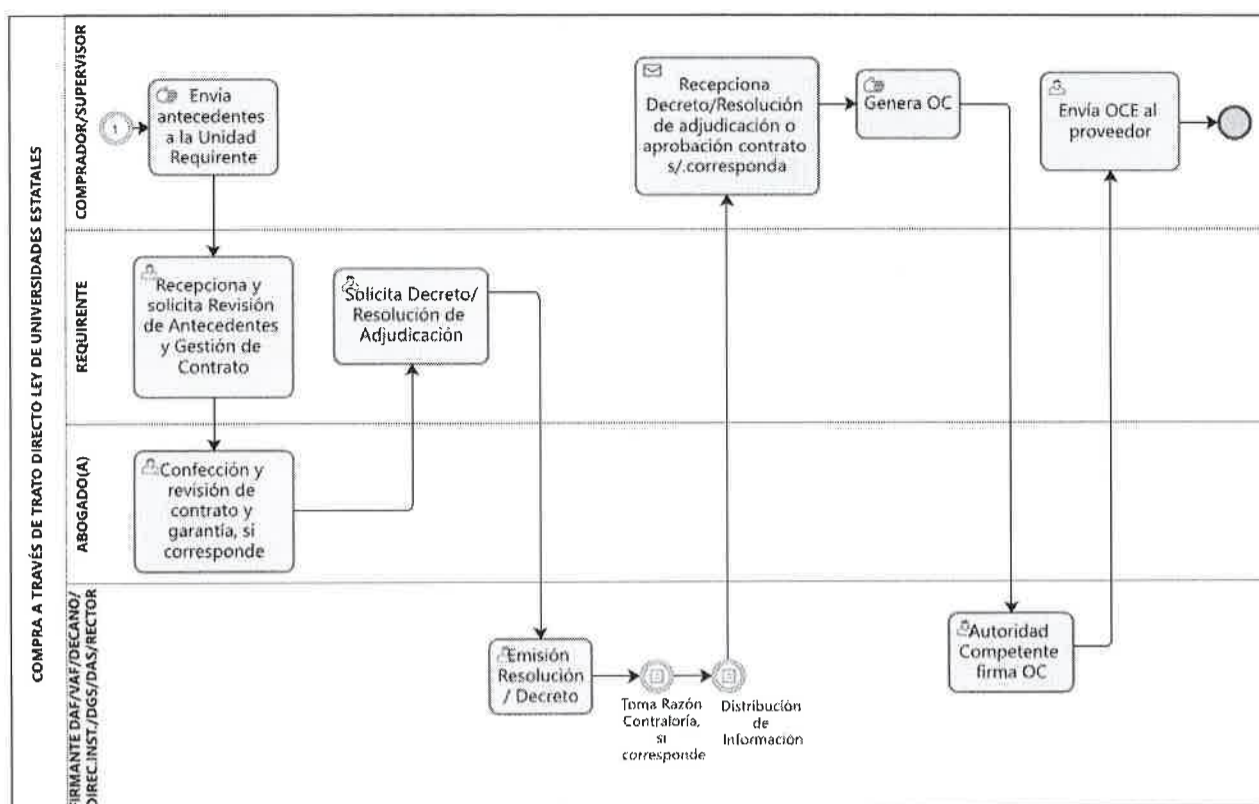 COMPRA A TRAVÉS DE TRATO DIRECTO LEY DE UNIVERSIDADES ESTATALES
COMPRADOR/SUPERVISOR
1
Envía
antecedentes
a la Unidad
Requirente
Recepciona
Decreto/Resolución
de adjudicación o
aprobación contrato
s/.corresponda
Genera OC
Envía OCE al
proveedor
REQUIRENTE
Recepciona y
solicita Revisión
de Antecedentes
y Gestión de
Contrato
Solicita Decreto/
Resolución de
Adjudicación
ABOGADO(A)
Confección y
revisión de
contrato y
garantía, si
corresponde
FIRMANTE DAF/VAF/DECANO/
DIREC.INST./DGS/DAS/RECTOR
Emisión
Resolución
/ Decreto
Toma Razón
Contraloría,
si
corresponde
Distribución
de
Información
Autoridad
Competente
firma OC